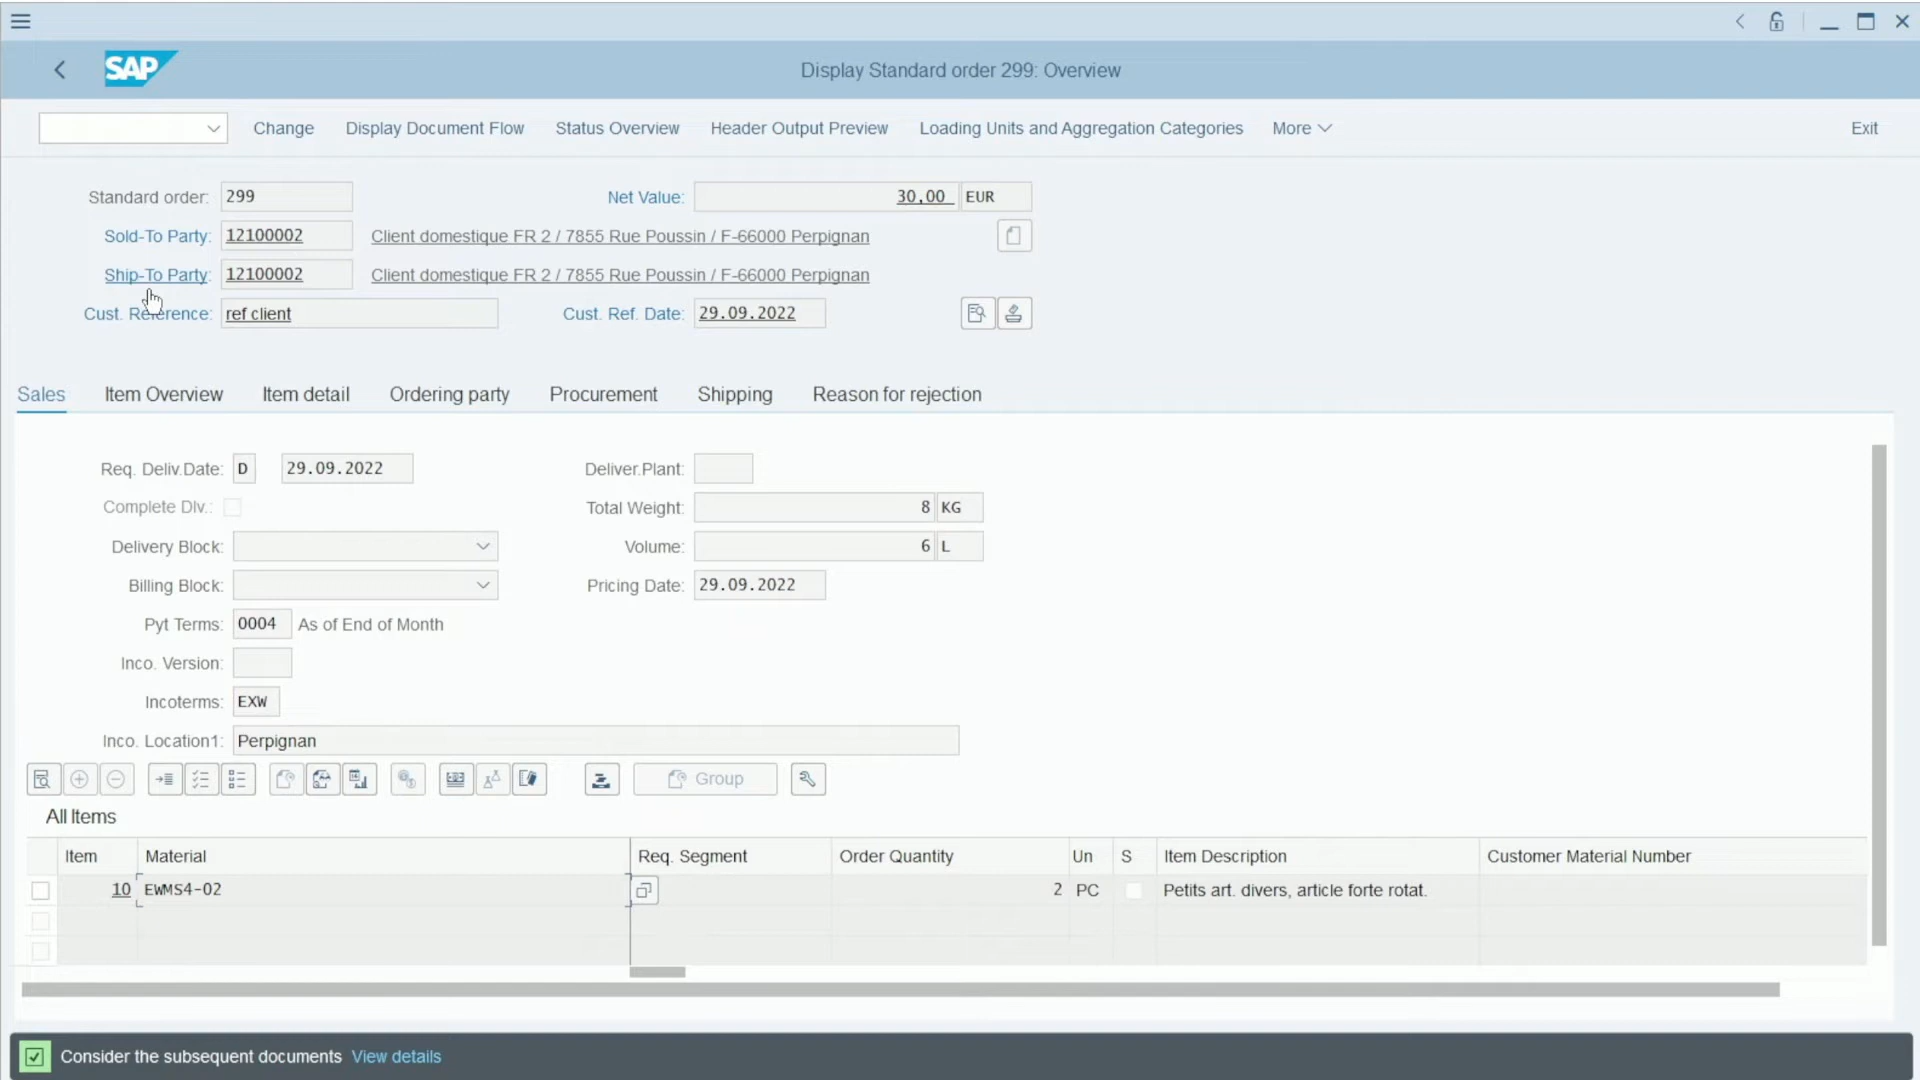 SAP
Display Standard order 299: Overview
Change Display Document Flow Status Overview Header Output Preview Loading Units and Aggregation Categories More Exit
Standard order: 299 Net Value: 30,00 EUR
Sold-To Party: 12100002 Client domestique FR 2 / 7855 Rue Poussin / F-66000 Perpignan
Ship-To Party: 12100002 Client domestique FR 2 / 7855 Rue Poussin / F-66000 Perpignan
Cust. Reference: ref client Cust. Ref. Date: 29.09.2022
Sales Item Overview Item detail Ordering party Procurement Shipping Reason for rejection
Req. Deliv.Date: D 29.09.2022 Deliver.Plant:
Complete Dlv.: Total Weight: 8 KG
Delivery Block: Volume: 6 L
Billing Block: Pricing Date: 29.09.2022
Pyt Terms: 0004 As of End of Month
Inco. Version:
Incoterms: EXW
Inco. Location1: Perpignan
Group
All Items
Item Material Req. Segment Order Quantity Un S Item Description Customer Material Number
10 EWMS4-02 2 PC Petits art. divers, article forte rotat.
Consider the subsequent documents View details